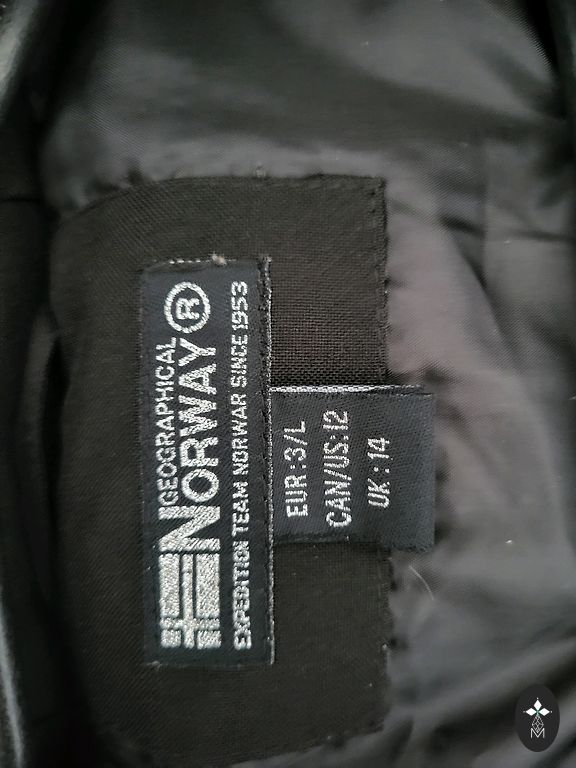 GEOGRAPHICAL
NORWAY®
EXPEDITION TEAM NORWAR SINCE 1953
EUR:3/L
CAN/US:12
UK:14